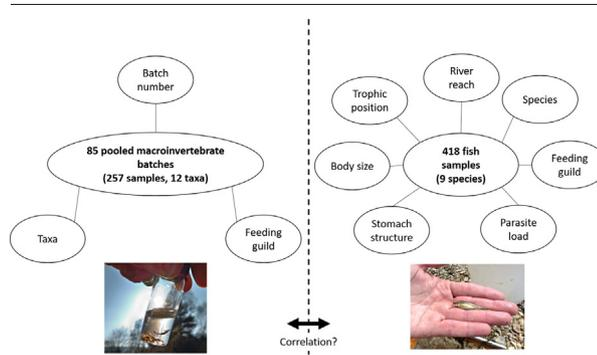 Batch
number
85 pooled macroinvertebrate
batches
(257 samples, 12 taxa)
Taxa
Feeding
guild
River
reach
Trophic
position
Species
418 fish
samples
(9 species)
Body size
Feeding
guild
Stomach
structure
Parasite
load
Correlation?